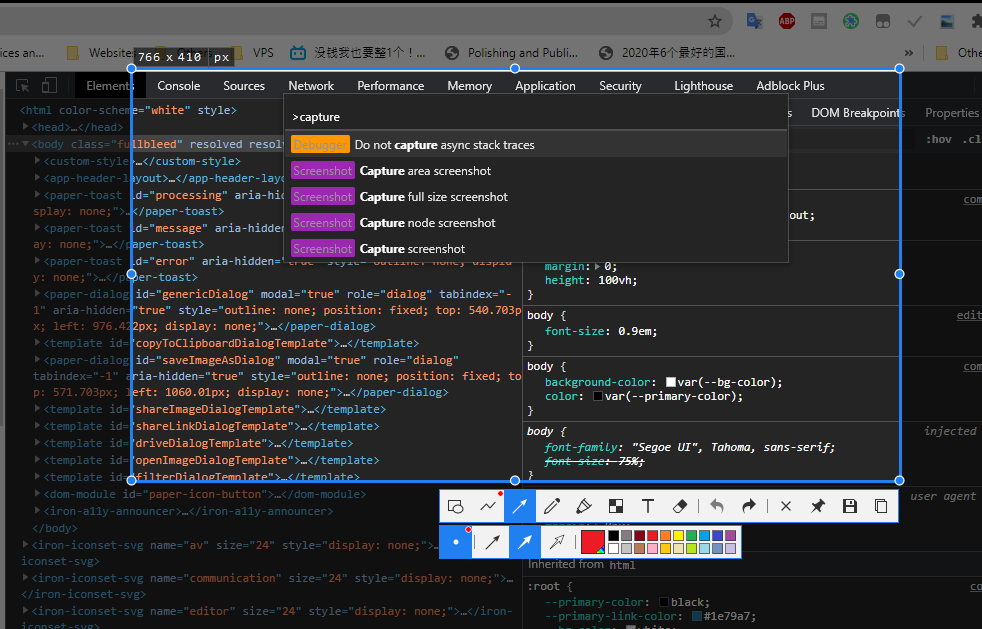 ABP
ices an...
Website
VPS
没钱我也要整1个！...
Polishing and Publi...
2020年6个最好的国...
»
Othe
766 x 410 px
Elements
Console
Sources
Network
Performance
Memory
Application
Security
Lighthouse
Adblock Plus
<html color-scheme="white" style>
<head>…</head>
<body class="fullbleed" resolved resol
<custom-style>…</custom-style>
<app-header-layout>…</app-header-layo
<paper-toast id="processing" aria-hid
splay: none;">…</paper-toast>
<paper-toast id="message" aria-hidden
ay: none;">…</paper-toast>
<paper-toast id="error" aria-hidden="true" style="outline: none; displa
y: none;">…</paper-toast>
<paper-dialog id="genericDialog" modal="true" role="dialog" tabindex="-
1" aria-hidden="true" style="outline: none; position: fixed; top: 540.703p
x; left: 976.422px; display: none;">…</paper-dialog>
<template id="copyToClipboardDialogTemplate">…</template>
<paper-dialog id="saveImageAsDialog" modal="true" role="dialog"
tabindex="-1" aria-hidden="true" style="outline: none; position: fixed; to
p: 571.703px; left: 1060.01px; display: none;">…</paper-dialog>
<template id="shareImageDialogTemplate">…</template>
<template id="shareLinkDialogTemplate">…</template>
<template id="driveDialogTemplate">…</template>
<template id="openImageDialogTemplate">…</template>
<template id="filterDialogTemplate">…</template>
<dom-module id="paper-icon-button">…</dom-module>
<iron-a11y-announcer>…</iron-a11y-announcer>
</body>
<iron-iconset-svg name="av" size="24" style="display: none;">…</iron-
iconset-svg>
<iron-iconset-svg name="communication" size="24" style="display: none;">…
</iron-iconset-svg>
<iron-iconset-svg name="editor" size="24" style="display: none;">…</iron-
iconset-svg>
>capture
Debugger Do not capture async stack traces
Screenshot Capture area screenshot
Screenshot Capture full size screenshot
Screenshot Capture node screenshot
Screenshot Capture screenshot
s
DOM Breakpoints
Properties
:hov .cl
com
out;
margin: 0;
height: 100vh;
}
body {
edit
font-size: 0.9em;
}
body {
com
background-color: var(--bg-color);
color: var(--primary-color);
}
body {
injected
font-family: "Segoe UI", Tahoma, sans-serif;
font-size: 75%;
}
user agent
T
Inherited from html
:root {
co
--primary-color: black;
--primary-link-color: #1e79a7;